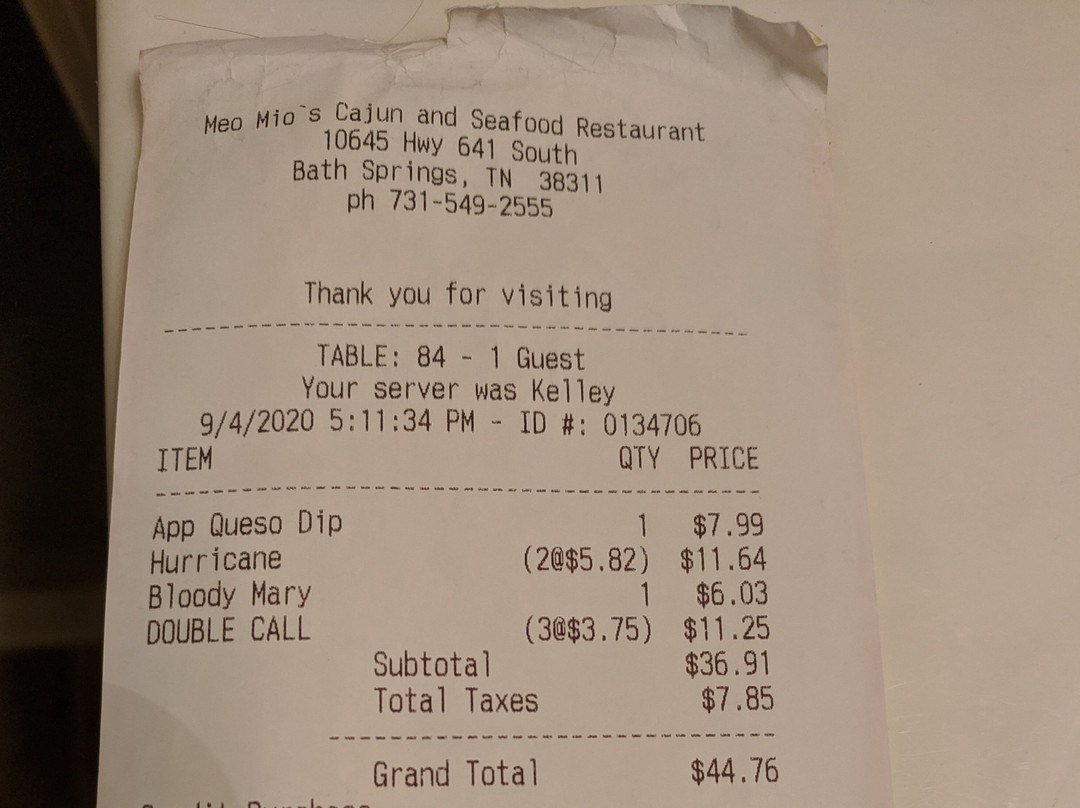 Meo Mio`s Cajun and Seafood Restaurant
10645 Hwy 641 South
Bath Springs, TN 38311
ph 731-549-2555
Thank you for visiting
TABLE: 84 - 1 Guest
Your server was Kelley
9/4/2020 5:11:34 PM - ID #: 0134706
ITEM QTY PRICE
App Queso Dip 1 $7.99
Hurricane (2@$5.82) $11.64
Bloody Mary 1 $6.03
DOUBLE CALL (3@$3.75) $11.25
Subtotal $36.91
Total Taxes $7.85
Grand Total $44.76